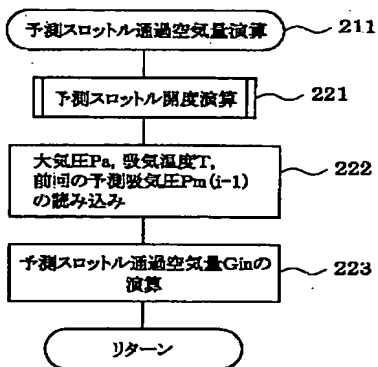 予測スロットル通過空気量演算 211
予測スロットル開度演算 221
大気圧Pa, 吸気温度T,
前回の予測吸気圧Pm(i-1)
の読み込み
222
予測スロットル通過空気量Ginの
演算
223
リターン